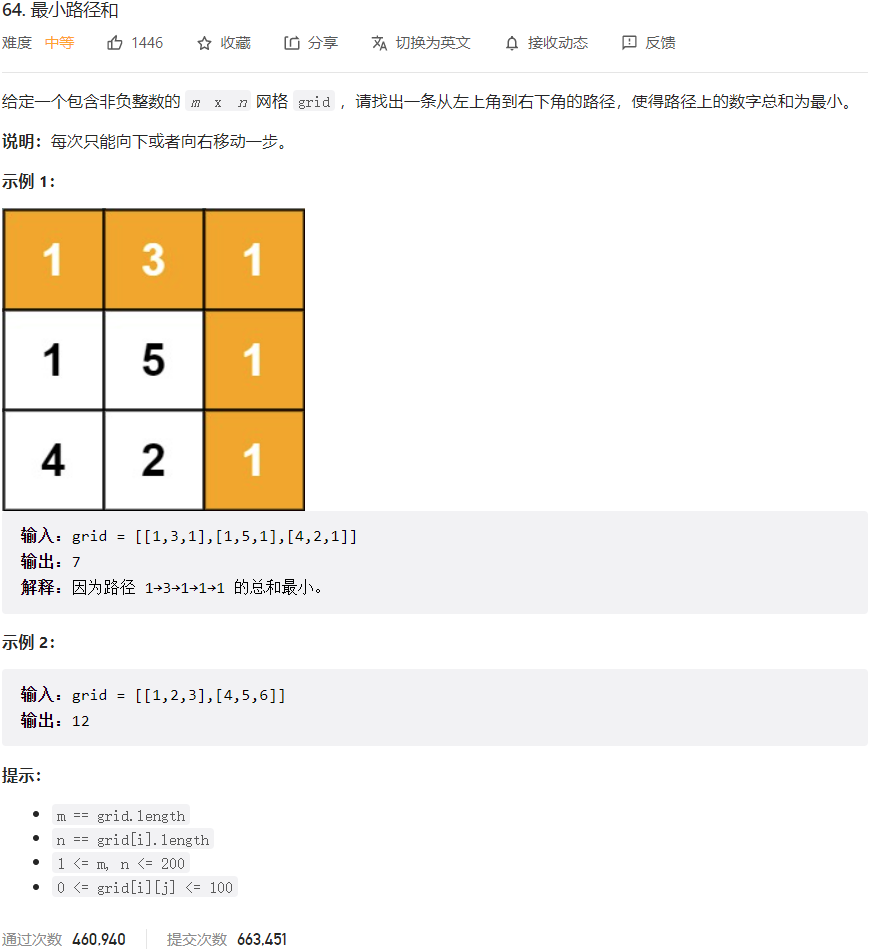 64. 最小路径和
难度 中等 1446 收藏 分享 切换为英文 接收动态 反馈
给定一个包含非负整数的 m x n 网格 grid ，请找出一条从左上角到右下角的路径，使得路径上的数字总和为最小。
说明：每次只能向下或者向右移动一步。
示例 1：
1 3 1
1 5 1
4 2 1
输入：grid = [[1,3,1],[1,5,1],[4,2,1]]
输出：7
解释：因为路径 1→3→1→1→1 的总和最小。
示例 2：
输入：grid = [[1,2,3],[4,5,6]]
输出：12
提示：
m == grid.length
n == grid[i].length
1 <= m, n <= 200
0 <= grid[i][j] <= 100
通过次数 460,940 提交次数 663,451